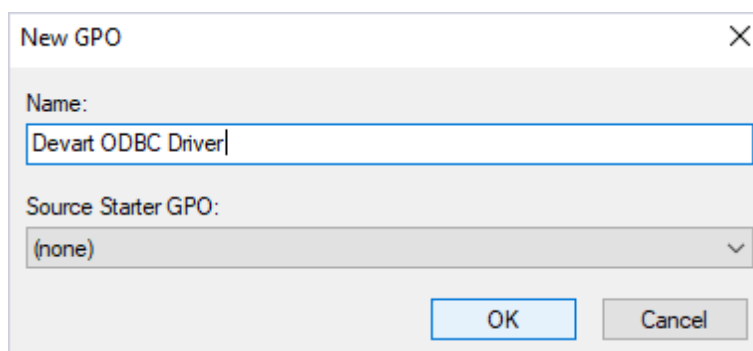 New GPO
Name:
Devart ODBC Driver
Source Starter GPO:
(none)
OK Cancel